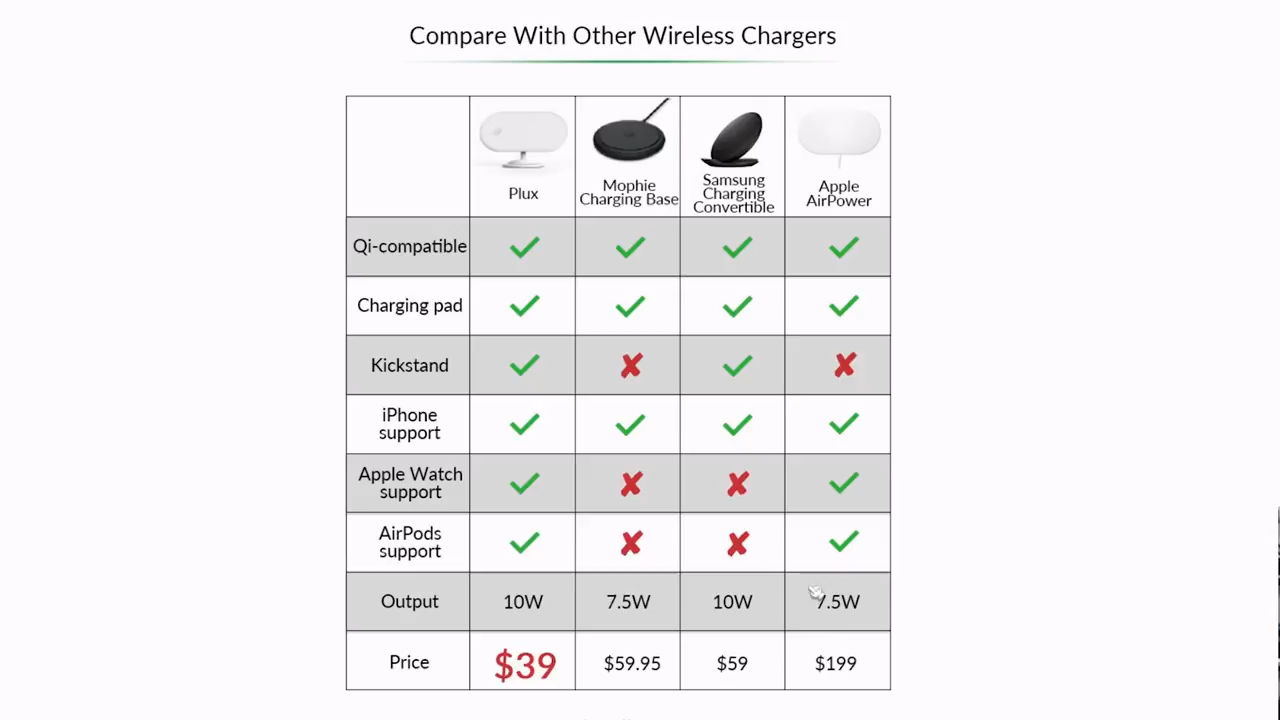 Compare With Other Wireless Chargers
Plux
Mophie
Charging Base
Samsung
Charging
Convertible
Apple
AirPower
Qi-compatible
Charging pad
Kickstand
iPhone
support
Apple Watch
support
AirPods
support
Output 10W 7.5W 10W 7.5W
Price $39 $59.95 $59 $199